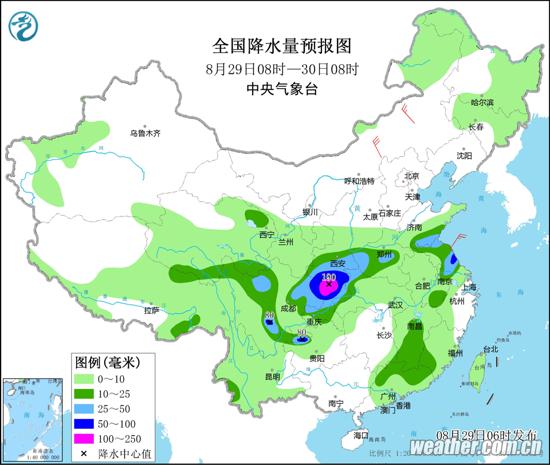 全国降水量预报图
8月29日08时—30日08时
中央气象台
哈尔滨
长春
乌鲁木齐
沈阳
呼和浩特
北京
天津
银川
太原
石家庄
济南
西宁
兰州
西安
郑州
合肥
南京
上海
成都
武汉
杭州
拉萨
重庆
南昌
长沙
贵阳
福州
台北
昆明
广州
南宁
澳门
香港
海口
190
80
图例(毫米)
0～10
10～25
25～50
50～100
100～250
× 降水中心值
南海
08月29日06时发布
weather.com.cn